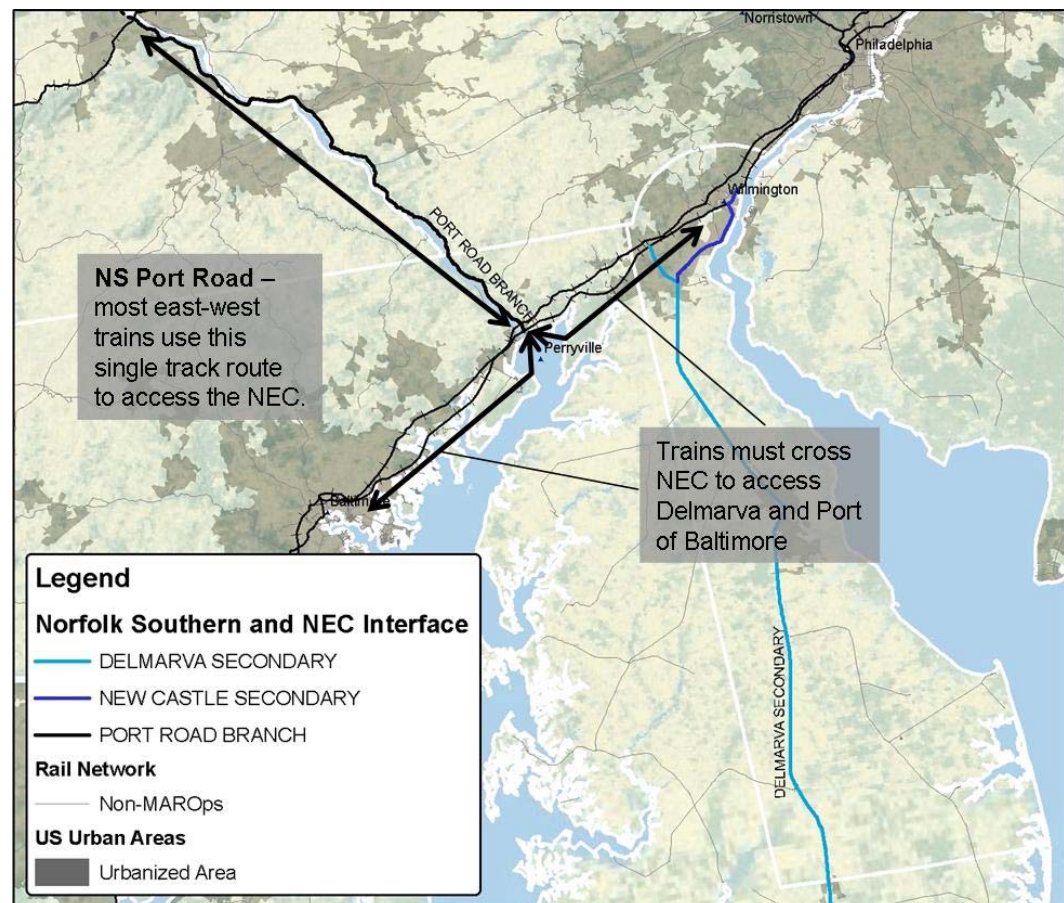 Norristown
Philadelphia
Wilmington
PORT ROAD BRANCH
NS Port Road –
most east-west
trains use this
single track route
to access the NEC.
Perryville
Trains must cross
NEC to access
Delmarva and Port
of Baltimore
Baltimore
DELMARVA SECONDARY
Legend
Norfolk Southern and NEC Interface
DELMARVA SECONDARY
NEW CASTLE SECONDARY
PORT ROAD BRANCH
Rail Network
Non-MAROps
US Urban Areas
Urbanized Area